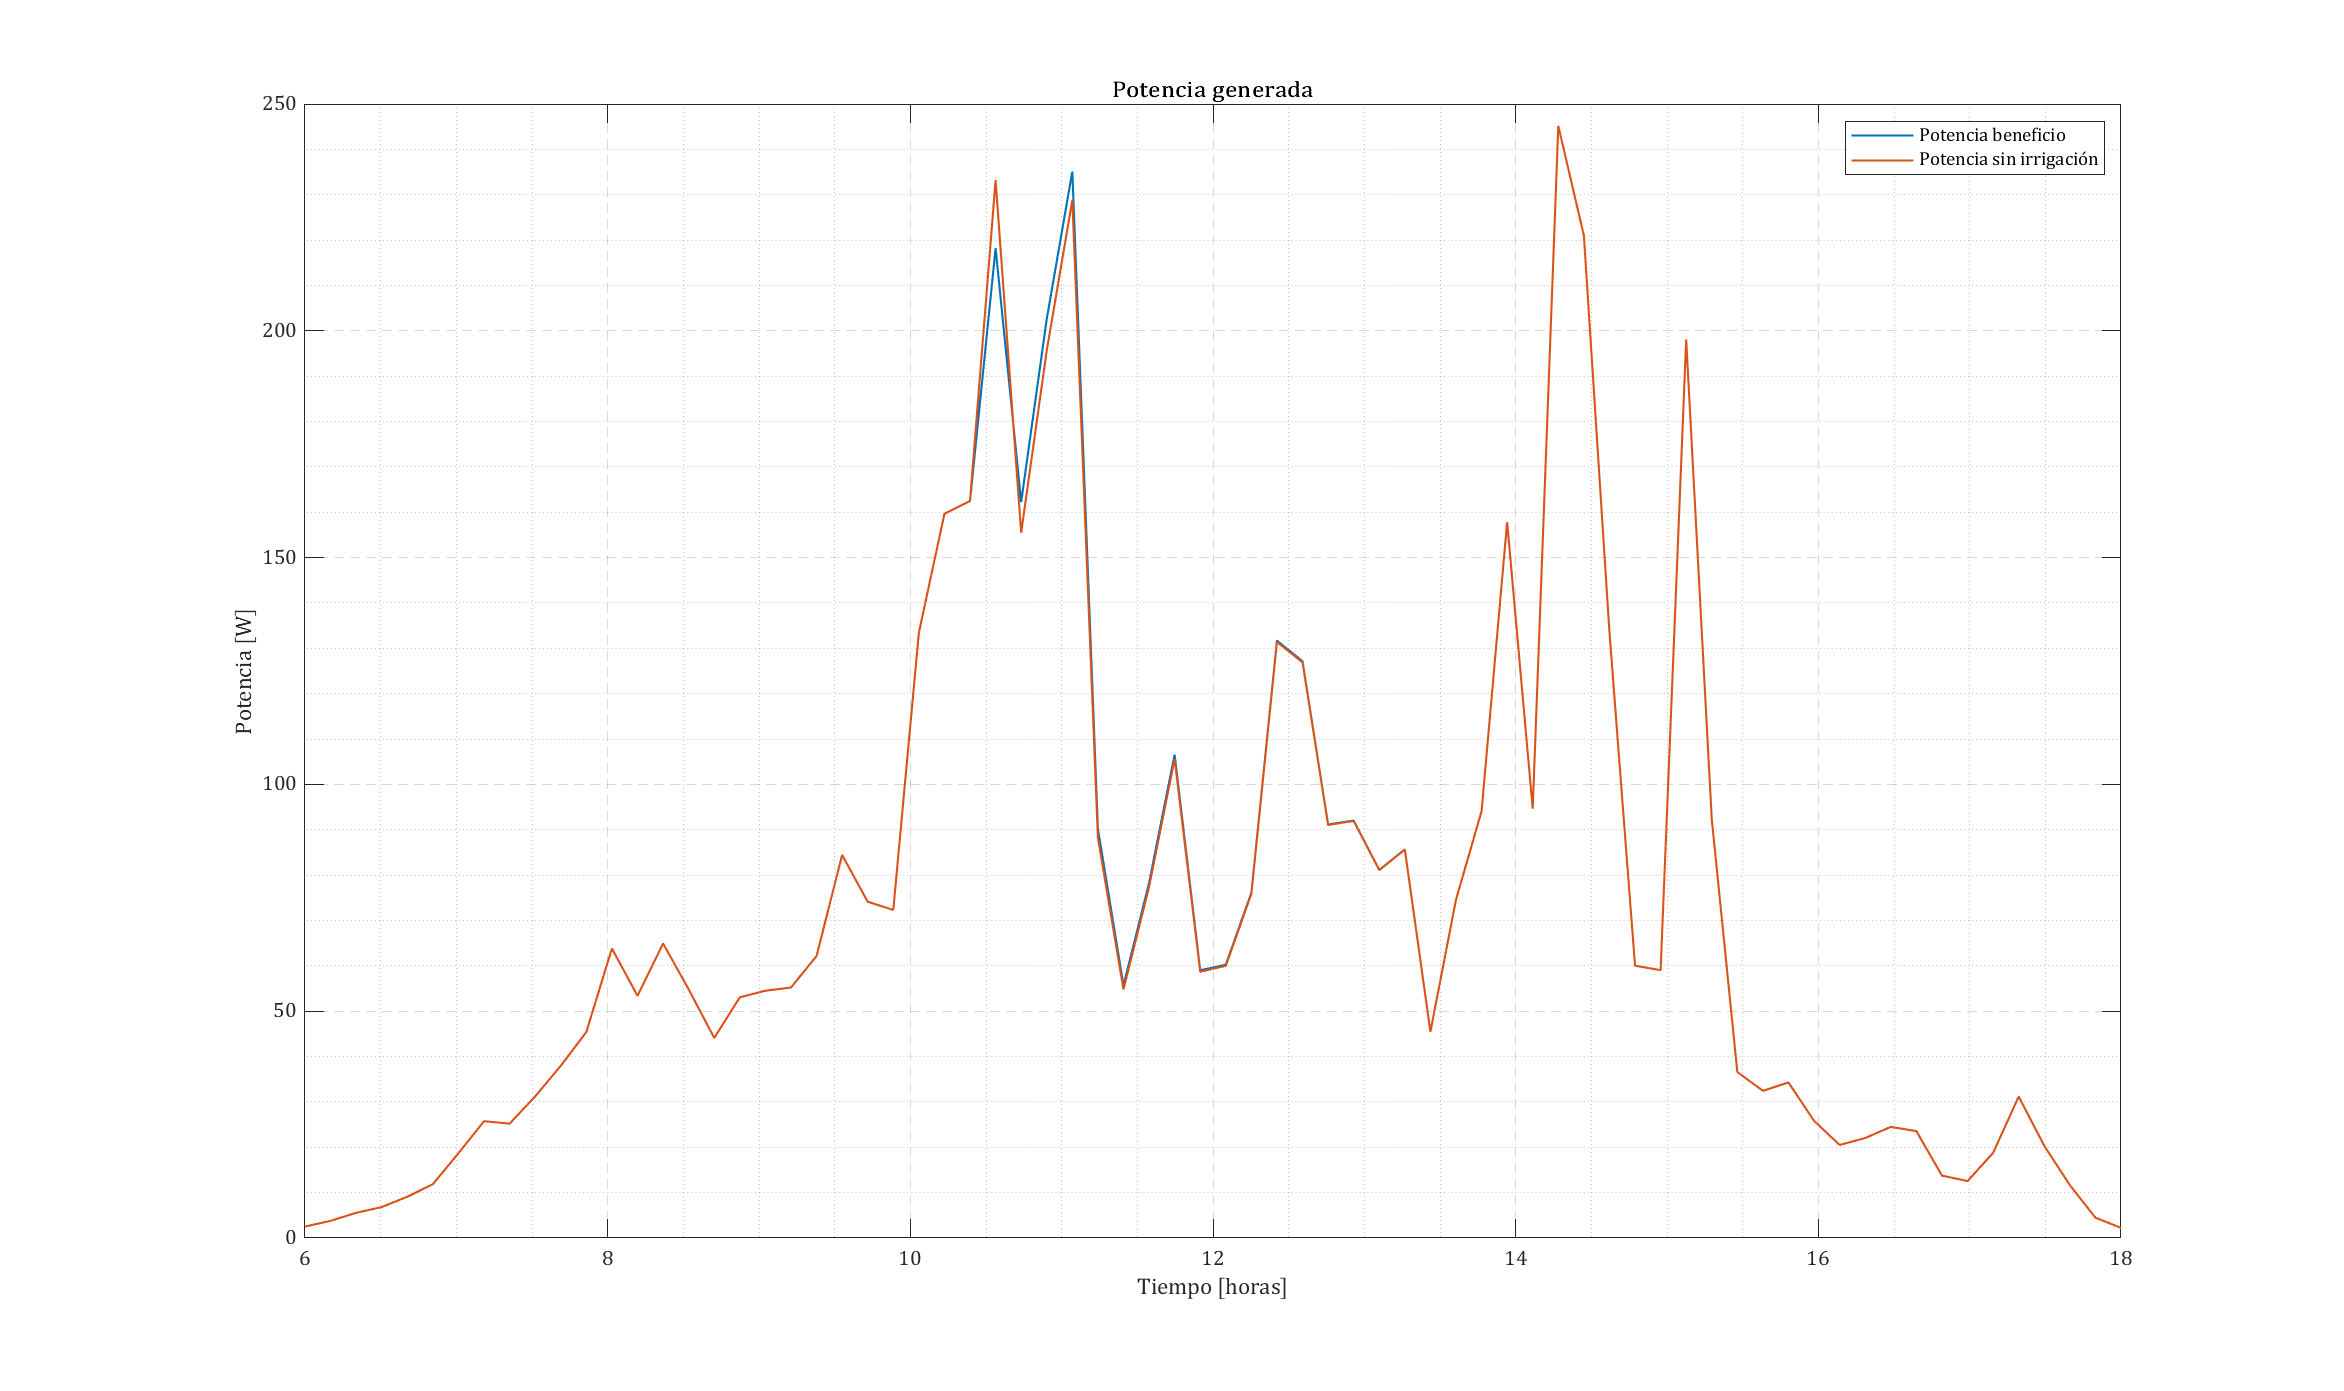 Potencia generada
250
200
150
100
50
0
Potencia [W]
Potencia beneficio
Potencia sin irrigación
6 8 10 12 14 16 18
Tiempo [horas]